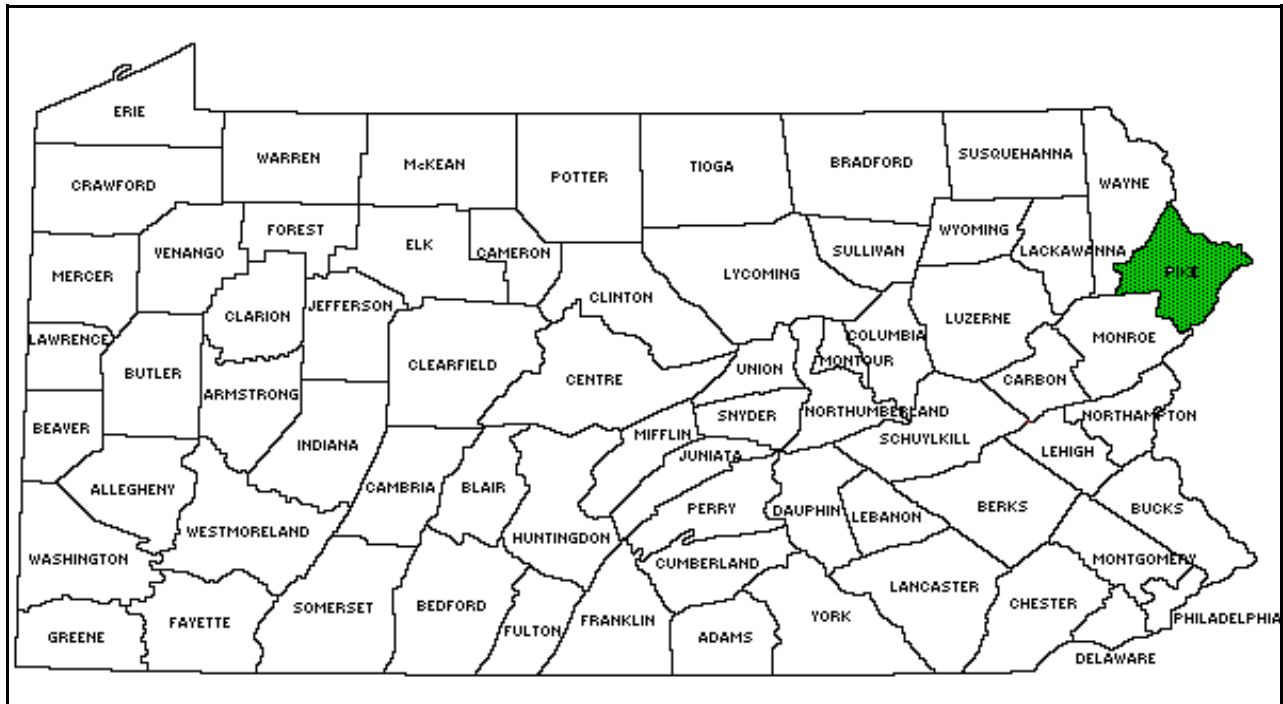 ERIE
WARREN
McKEAN
POTTER
TIOGA
BRADFORD
SUSQUEHANNA
WAYNE
CRAWFORD
FOREST
ELK
CAMERON
VENANGO
MERCER
CLARION
JEFFERSON
CLINTON
LYCOMING
SULLIVAN
WYOMING
LACKAWANNA
PIKE
LAWRENCE
BUTLER
ARMSTRONG
CLEARFIELD
CENTRE
UNION
MONTOUR
COLUMBIA
LUZERNE
MONROE
CARBON
BEAVER
INDIANA
SNYDER
NORTHUMBERLAND
SCHUYLKILL
NORTHAMPTON
LEHIGH
MIFFLIN
JUNIATA
ALLEGHENY
CAMBRIA
BLAIR
PERRY
DAUPHIN
LEBANON
BERKS
BUCKS
WESTMORELAND
HUNTINGDON
WASHINGTON
CUMBERLAND
MONTGOMERY
LANCASTER
CHESTER
GREENE
FAYETTE
SOMERSET
BEDFORD
FULTON
FRANKLIN
ADAMS
YORK
PHILADELPHIA
DELAWARE